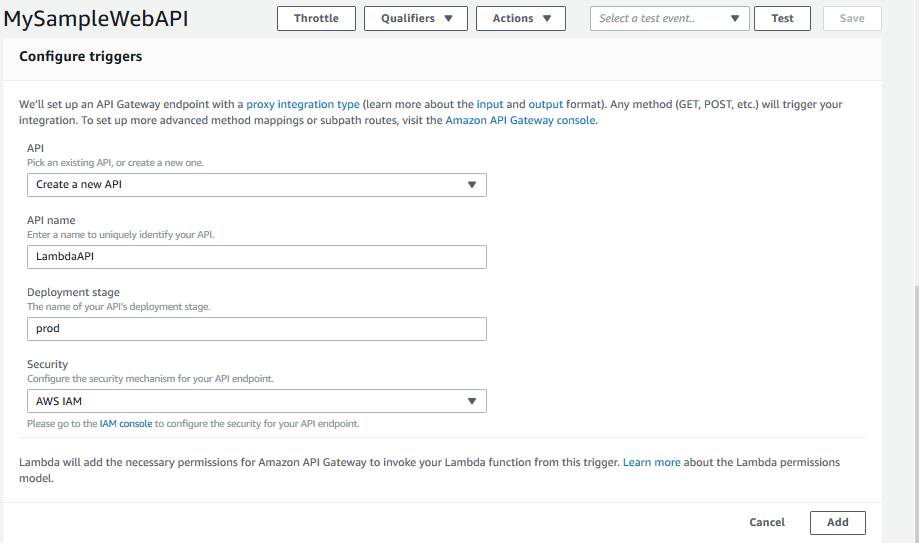 MySampleWebAPI
Throttle
Qualifiers
Actions
Select a test event..
Test
Save
Configure triggers
We'll set up an API Gateway endpoint with a proxy integration type (learn more about the input and output format). Any method (GET, POST, etc.) will trigger your
integration. To set up more advanced method mappings or subpath routes, visit the Amazon API Gateway console.
API
Pick an existing API, or create a new one.
Create a new API
API name
Enter a name to uniquely identify your API.
LambdaAPI
Deployment stage
The name of your API's deployment stage.
prod
Security
Configure the security mechanism for your API endpoint.
AWS IAM
Please go to the IAM console to configure the security for your API endpoint.
Lambda will add the necessary permissions for Amazon API Gateway to invoke your Lambda function from this trigger. Learn more about the Lambda permissions
model.
Cancel
Add